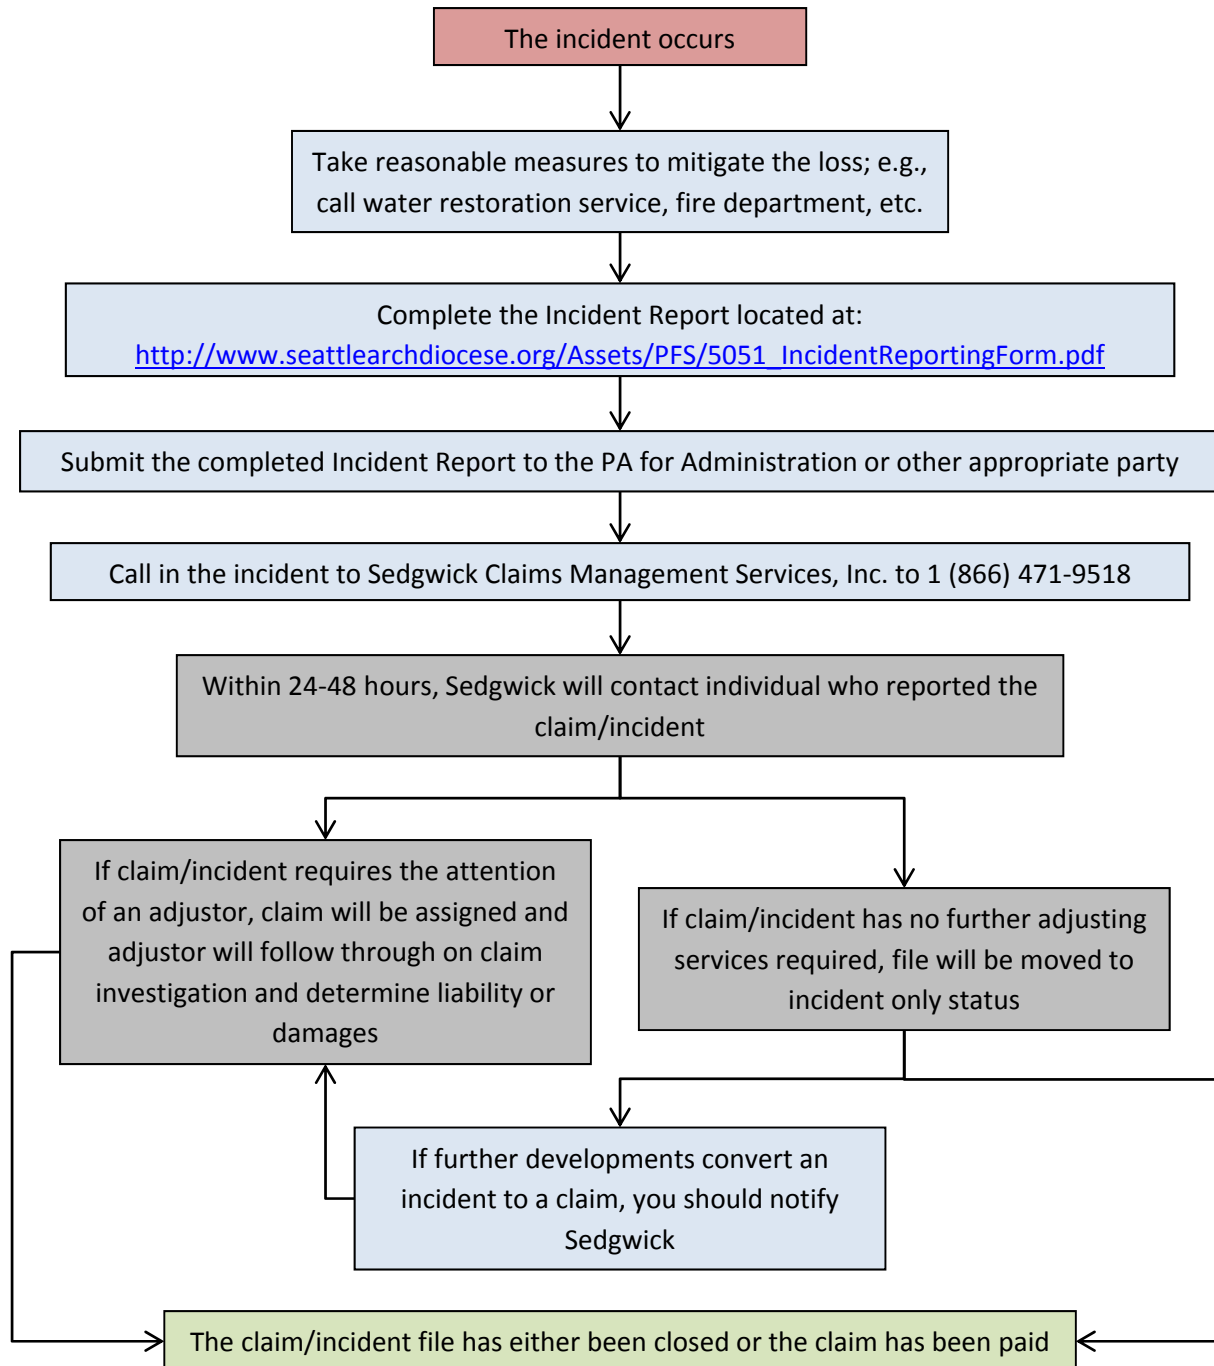 The incident occurs
Take reasonable measures to mitigate the loss; e.g.,
call water restoration service, fire department, etc.
Complete the Incident Report located at:
http://www.seattlearchdiocese.org/Assets/PFS/5051_IncidentReportingForm.pdf
Submit the completed Incident Report to the PA for Administration or other appropriate party
Call in the incident to Sedgwick Claims Management Services, Inc. to 1 (866) 471-9518
Within 24-48 hours, Sedgwick will contact individual who reported the
claim/incident
If claim/incident requires the attention
of an adjustor, claim will be assigned and
adjustor will follow through on claim
investigation and determine liability or
damages
If claim/incident has no further adjusting
services required, file will be moved to
incident only status
If further developments convert an
incident to a claim, you should notify
Sedgwick
The claim/incident file has either been closed or the claim has been paid